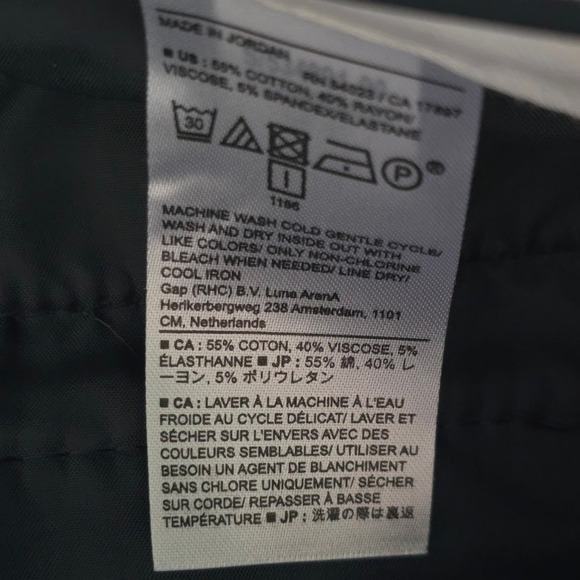 MADE IN JORDAN
■ US : 55% COTTON, 40% RAYON/ RN 54023 / CA 17897
VISCOSE, 5% SPANDEX/ELASTANE
30
P
®
1166
MACHINE WASH COLD GENTLE CYCLE/
WASH AND DRY INSIDE OUT WITH
LIKE COLORS/ ONLY NON-CHLORINE
BLEACH WHEN NEEDED/ LINE DRY/
COOL IRON
Gap (RHC) B.V. Luna ArenA
Herikerbergweg 238 Amsterdam, 1101
CM, Netherlands
■ CA : 55% COTON, 40% VISCOSE, 5%
ÉLASTHANNE ■ JP : 55% 綿, 40% レ
ーヨン, 5% ポリウレタン
■ CA : LAVER À LA MACHINE À L'EAU
FROIDE AU CYCLE DÉLICAT/ LAVER ET
SÉCHER SUR L'ENVERS AVEC DES
COULEURS SEMBLABLES/ UTILISER AU
BESOIN UN AGENT DE BLANCHIMENT
SANS CHLORE UNIQUEMENT/ SÉCHER
SUR CORDE/ REPASSER À BASSE
TEMPÉRATURE ■ JP : 洗濯の際は裏返